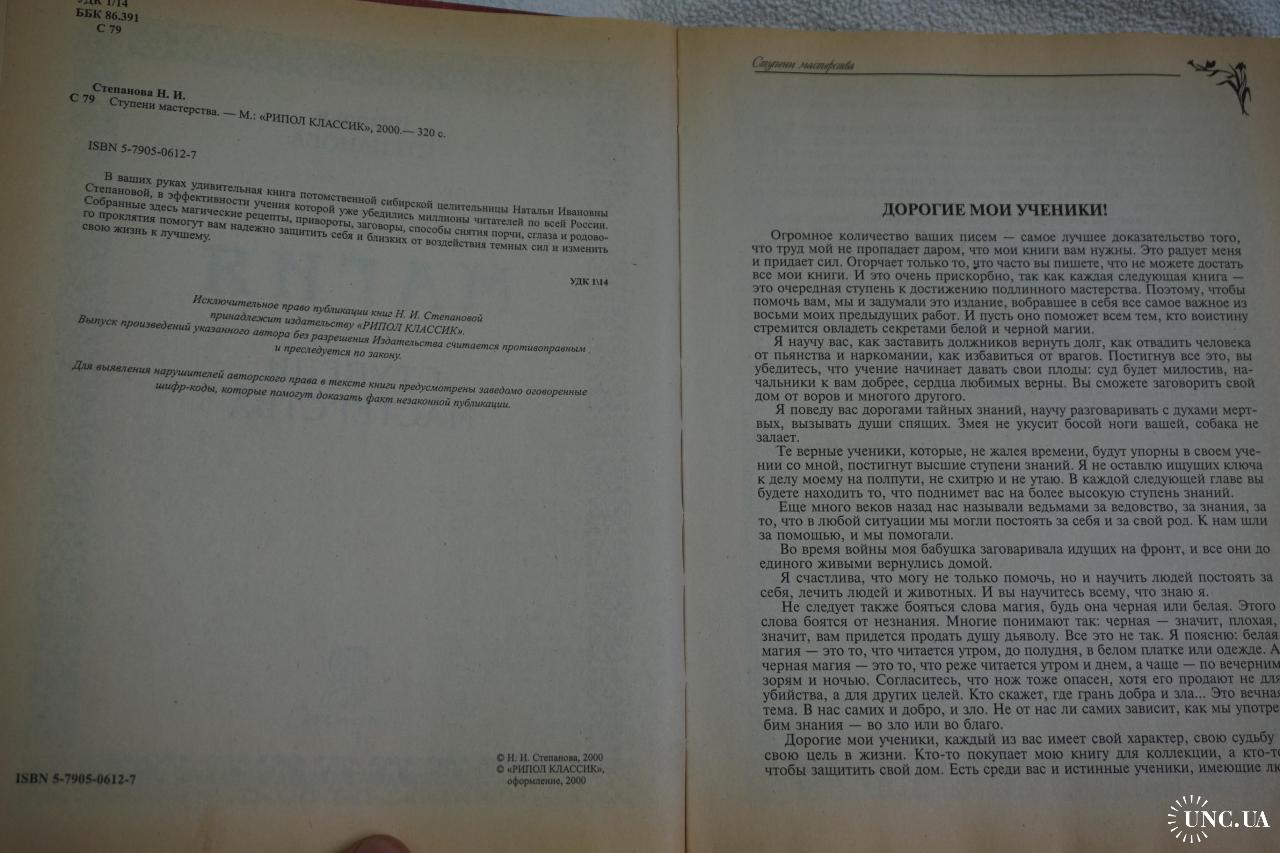 УДК 1/14
ББК 86.391
С 79
Степанова Н. И.
С 79 Ступени мастерства. — М.: «РИПОЛ КЛАССИК», 2000.— 320 с.
ISBN 5-7905-0612-7
В ваших руках удивительная книга потомственной сибирской целительницы Натальи Ивановны
Степановой, в эффективности учения которой уже убедились миллионы читателей по всей России.
Собранные здесь магические рецепты, привороты, заговоры, способы снятия порчи, сглаза и родово-
го проклятия помогут вам надежно защитить себя и близких от воздействия темных сил и изменить
свою жизнь к лучшему.
УДК 1\14
Исключительное право публикации книг Н. И. Степановой
принадлежит издательству «РИПОЛ КЛАССИК».
Выпуск произведений указанного автора без разрешения Издательства считается противоправным
и преследуется по закону.
Для выявления нарушителей авторского права в тексте книги предусмотрены заведомо оговоренные
шифр-коды, которые помогут доказать факт незаконной публикации.
© Н. И. Степанова, 2000
© «РИПОЛ КЛАССИК»,
оформление, 2000
ISBN 5-7905-0612-7
Ступени мастерства
ДОРОГИЕ МОИ УЧЕНИКИ!
Огромное количество ваших писем — самое лучшее доказательство того,
что труд мой не пропадает даром, что мои книги вам нужны. Это радует меня
и придает сил. Огорчает только то, что часто вы пишете, что не можете достать
все мои книги. И это очень прискорбно, так как каждая следующая книга —
это очередная ступень к достижению подлинного мастерства. Поэтому, чтобы
помочь вам, мы и задумали это издание, вобравшее в себя все самое важное из
восьми моих предыдущих работ. И пусть оно поможет всем тем, кто воистину
стремится овладеть секретами белой и черной магии.
Я научу вас, как заставить должников вернуть долг, как отвадить человека
от пьянства и наркомании, как избавиться от врагов. Постигнув все это, вы
убедитесь, что учение начинает давать свои плоды: суд будет милостив, на-
чальники к вам добрее, сердца любимых верны. Вы сможете заговорить свой
дом от воров и многого другого.
Я поведу вас дорогами тайных знаний, научу разговаривать с духами мерт-
вых, вызывать души спящих. Змея не укусит босой ноги вашей, собака не
залает.
Те верные ученики, которые, не жалея времени, будут упорны в своем уче-
нии со мной, постигнут высшие ступени знаний. Я не оставлю ищущих ключа
к делу моему на полпути, не схитрю и не утаю. В каждой следующей главе вы
будете находить то, что поднимет вас на более высокую ступень знаний.
Еще много веков назад нас называли ведьмами за ведовство, за знания, за
то, что в любой ситуации мы могли постоять за себя и за свой род. К нам шли
за помощью, и мы помогали.
Во время войны моя бабушка заговаривала идущих на фронт, и все они до
единого живыми вернулись домой.
Я счастлива, что могу не только помочь, но и научить людей постоять за
себя, лечить людей и животных. И вы научитесь всему, что знаю я.
Не следует также бояться слова магия, будь она черная или белая. Этого
слова боятся от незнания. Многие понимают так: черная — значит, плохая,
значит, вам придется продать душу дьяволу. Все это не так. Я поясню: белая
магия — это то, что читается утром, до полудня, в белом платке или одежде. А
черная магия — это то, что реже читается утром и днем, а чаще — по вечерним
зорям и ночью. Согласитесь, что нож тоже опасен, хотя его продают не для
убийства, а для других целей. Кто скажет, где грань добра и зла... Это вечная
тема. В нас самих и добро, и зло. Не от нас ли самих зависит, как мы употре
бим знания — во зло или во благо.
Дорогие мои ученики, каждый из вас имеет свой характер, свою судьбу
свою цель в жизни. Кто-то покупает мою книгу для коллекции, а кто-то
чтобы защитить свой дом. Есть среди вас и истинные ученики, имеющие
UNC.UA